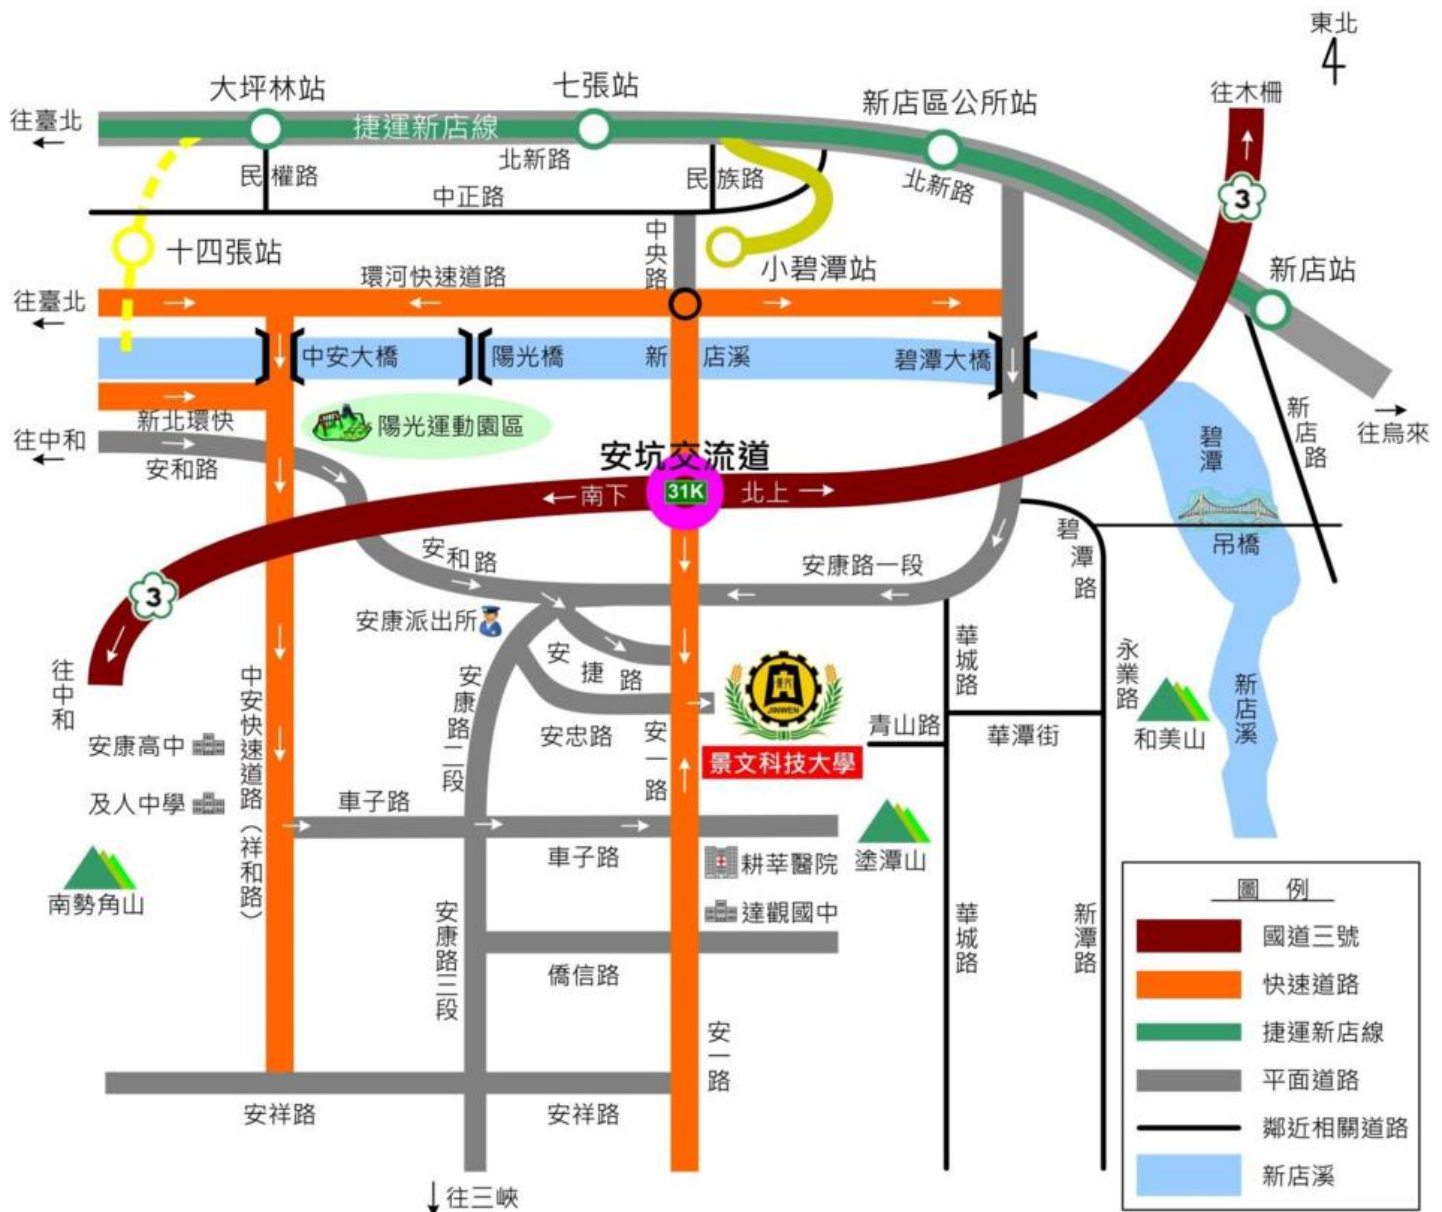 東北
往木柵
大坪林站
七張站
新店區公所站
往臺北
捷運新店線
北新路
民權路
民族路
北新路
中正路
3
中央路
十四張站
小碧潭站
新店站
環河快速道路
往臺北
中安大橋
陽光橋
新店溪
碧潭大橋
新北環快
陽光運動園區
往中和
安和路
碧潭
新店路
往烏來
安坑交流道
31K
南下
北上
吊橋
碧潭路
安和路
安康路一段
3
安康派出所
往中和
安捷路
安康路二段
安忠路
安一路
JINWEN
景文科技大學
華城路
青山路
華潭街
永業路
和美山
新店溪
中安快速道路（祥和路）
安康高中
及人中學
車子路
車子路
耕莘醫院
塗潭山
南勢角山
達觀國中
安康路三段
僑信路
華城路
新潭路
安一路
安祥路
安祥路
往三峽
圖 例
國道三號
快速道路
捷運新店線
平面道路
鄰近相關道路
新店溪